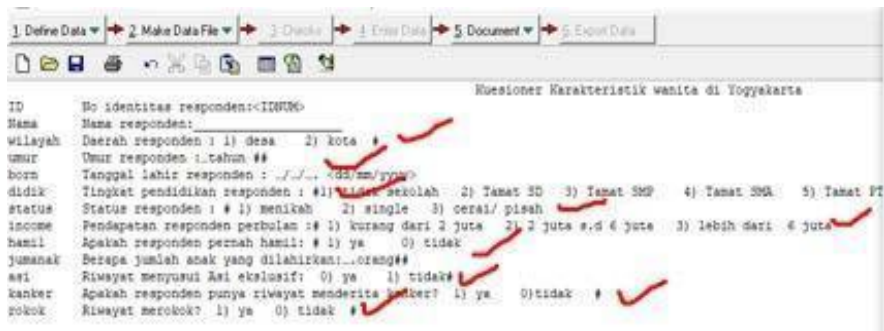 1. Define Data 2. Make Data File 3. Checks 4. Enter Data 5. Document 6. Export Data
Kuesioner Karakteristik wanita di Yogyakarta
ID No identitas responden:<IDNUM>
Nama Nama responden:____________________
wilayah Daerah responden : 1) desa 2) kota #
umur Umur responden :..tahun ##
born Tanggal lahir responden : ../../... <dd/mm/yyyy>
didik Tingkat pendidikan responden : #1) tidak sekolah 2) Tamat SD 3) Tamat SMP 4) Tamat SMA 5) Tamat PT
status Status responden : # 1) menikah 2) single 3) cerai/ pisah
income Pendapatan responden perbulan :# 1) kurang dari 2 juta 2) 2 juta s.d 6 juta 3) lebih dari 6 juta
hamil Apakah responden pernah hamil: # 1) ya 0) tidak
jumanak Berapa jumlah anak yang dilahirkan:...orang##
asi Riwayat menyusui Asi ekslusif: 0) ya 1) tidak#
kanker Apakah responden punya riwayat menderita kanker? 1) ya 0)tidak #
rokok Riwayat merokok? 1) ya 0) tidak #